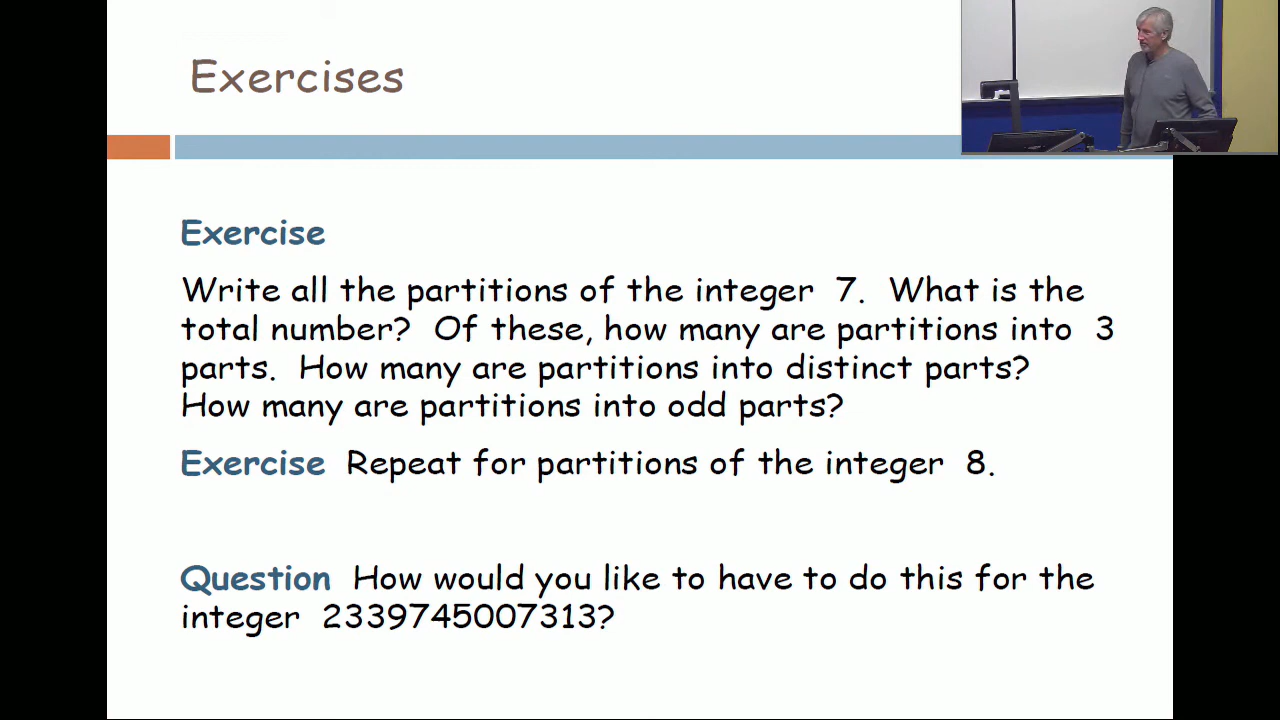 Exercises
Exercise
Write all the partitions of the integer 7. What is the
total number? Of these, how many are partitions into 3
parts. How many are partitions into distinct parts?
How many are partitions into odd parts?
Exercise Repeat for partitions of the integer 8.
Question How would you like to have to do this for the
integer 2339745007313?